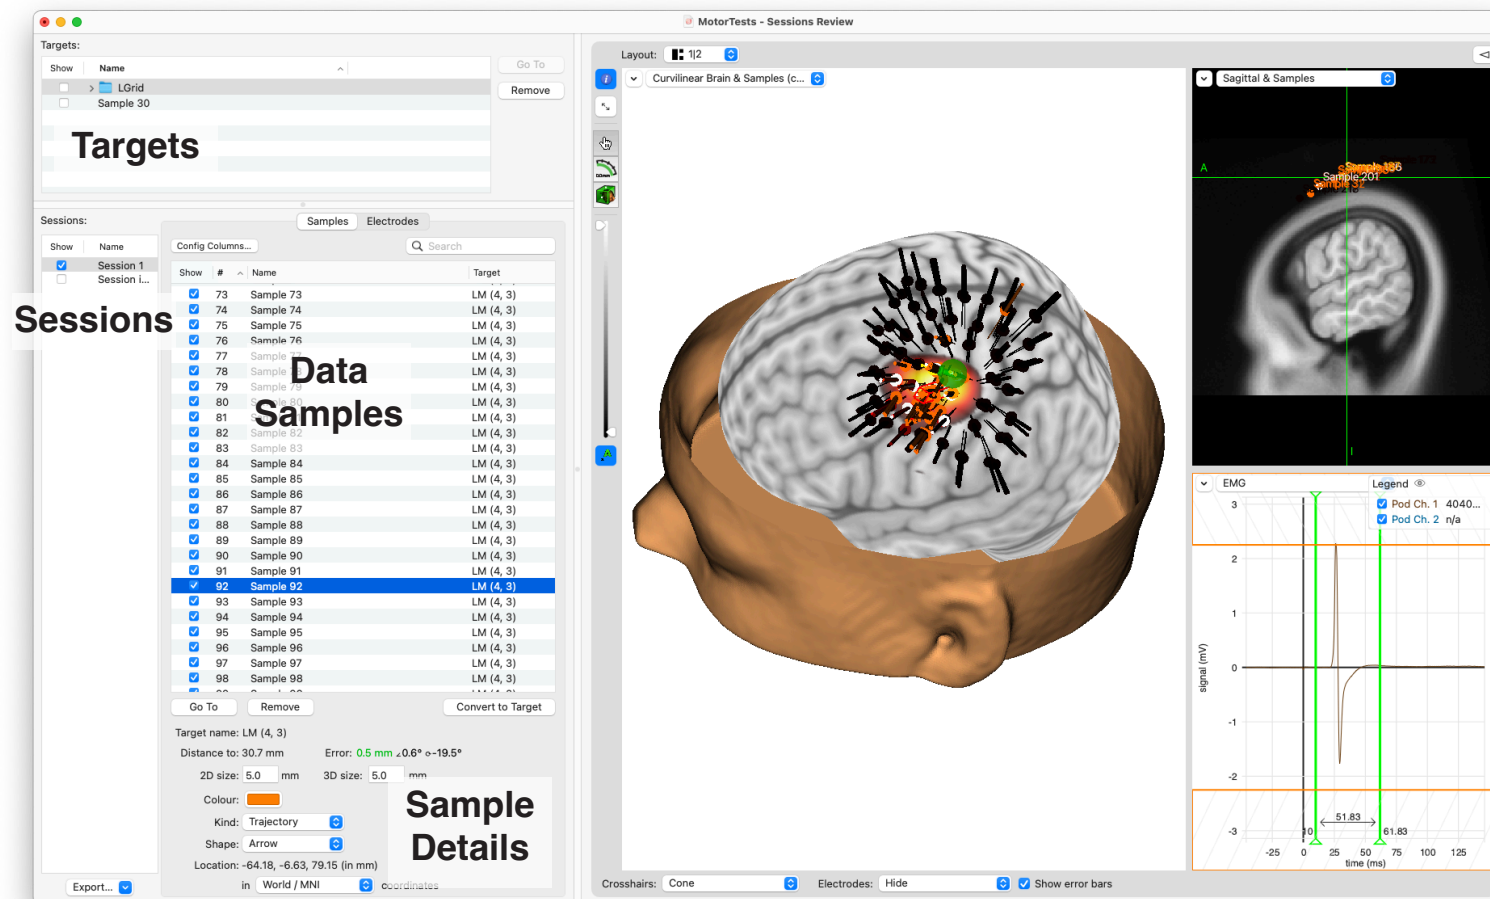 MotorTests - Sessions Review
Targets:
Show Name
LGrid
Sample 30
Go To
Remove
Targets
Sessions:
Show Name
Session 1
Session i...
Sessions
Samples Electrodes
Config Columns...
Search
Show # Name Target
73 Sample 73 LM (4, 3)
74 Sample 74 LM (4, 3)
75 Sample 75 LM (4, 3)
76 Sample 76 LM (4, 3)
77 Sample 77 LM (4, 3)
78 Sample 78 LM (4, 3)
79 Sample 79 LM (4, 3)
80 Sample 80 LM (4, 3)
81 LM (4, 3)
82 Sample 82 LM (4, 3)
83 Sample 83 LM (4, 3)
84 Sample 84 LM (4, 3)
85 Sample 85 LM (4, 3)
86 Sample 86 LM (4, 3)
87 Sample 87 LM (4, 3)
88 Sample 88 LM (4, 3)
89 Sample 89 LM (4, 3)
90 Sample 90 LM (4, 3)
91 Sample 91 LM (4, 3)
92 Sample 92 LM (4, 3)
93 Sample 93 LM (4, 3)
94 Sample 94 LM (4, 3)
95 Sample 95 LM (4, 3)
96 Sample 96 LM (4, 3)
97 Sample 97 LM (4, 3)
98 Sample 98 LM (4, 3)
Data
Samples
Go To Remove Convert to Target
Target name: LM (4, 3)
Distance to: 30.7 mm Error: 0.5 mm ∠0.6° -19.5°
2D size: 5.0 mm 3D size: 5.0 mm
Colour:
Kind: Trajectory
Shape: Arrow
Location: -64.18, -6.63, 79.15 (in mm)
in World / MNI coordinates
Sample
Details
Export...
Layout: 1|2
Curvilinear Brain & Samples (c...
Crosshairs: Cone Electrodes: Hide Show error bars
Sagittal & Samples
A
Sample 201
Sample 32
I
EMG
Legend
Pod Ch. 1 4040...
Pod Ch. 2 n/a
signal (mV)
3
2
1
0
-1
-2
-3
51.83
10 61.83
-25 0 25 50 75 100 125
time (ms)